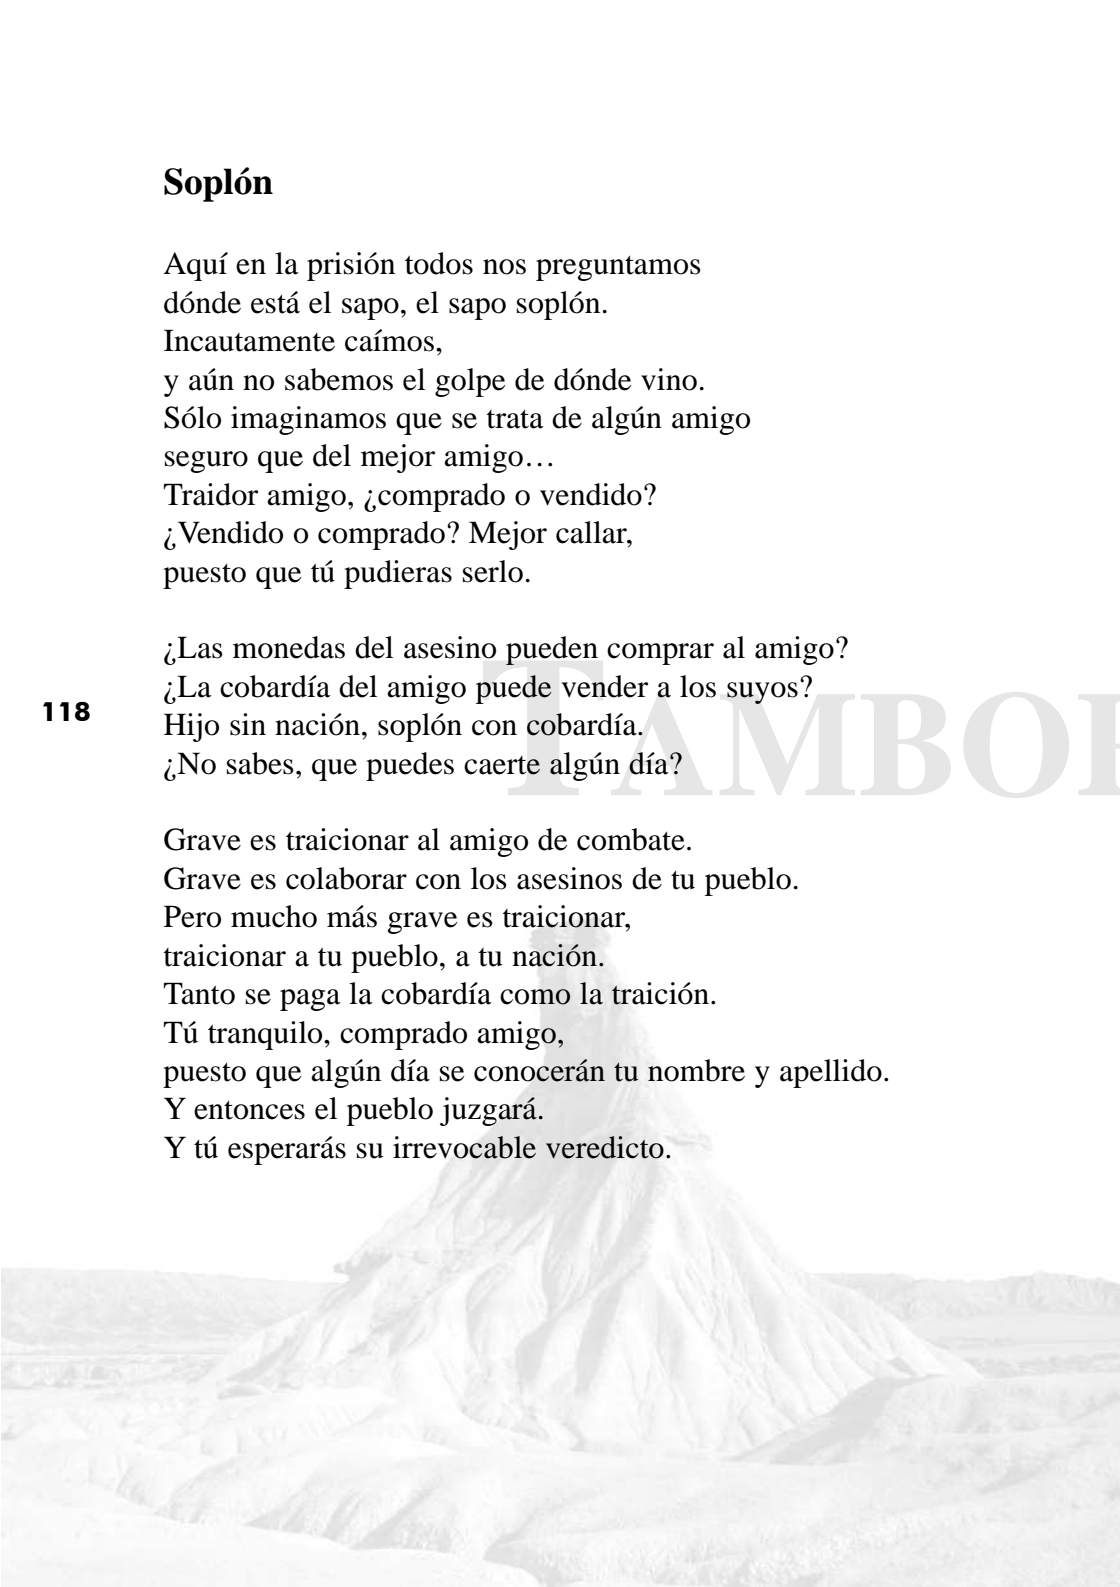 Soplón
Aquí en la prisión todos nos preguntamos
dónde está el sapo, el sapo soplón.
Incautamente caímos,
y aún no sabemos el golpe de dónde vino.
Sólo imaginamos que se trata de algún amigo
seguro que del mejor amigo…
Traidor amigo, ¿comprado o vendido?
¿Vendido o comprado? Mejor callar,
puesto que tú pudieras serlo.
¿Las monedas del asesino pueden comprar al amigo?
¿La cobardía del amigo puede vender a los suyos?
118
Hijo sin nación, soplón con cobardía.
¿No sabes, que puedes caerte algún día?
TAMBOR
Grave es traicionar al amigo de combate.
Grave es colaborar con los asesinos de tu pueblo.
Pero mucho más grave es traicionar,
traicionar a tu pueblo, a tu nación.
Tanto se paga la cobardía como la traición.
Tú tranquilo, comprado amigo,
puesto que algún día se conocerán tu nombre y apellido.
Y entonces el pueblo juzgará.
Y tú esperarás su irrevocable veredicto.